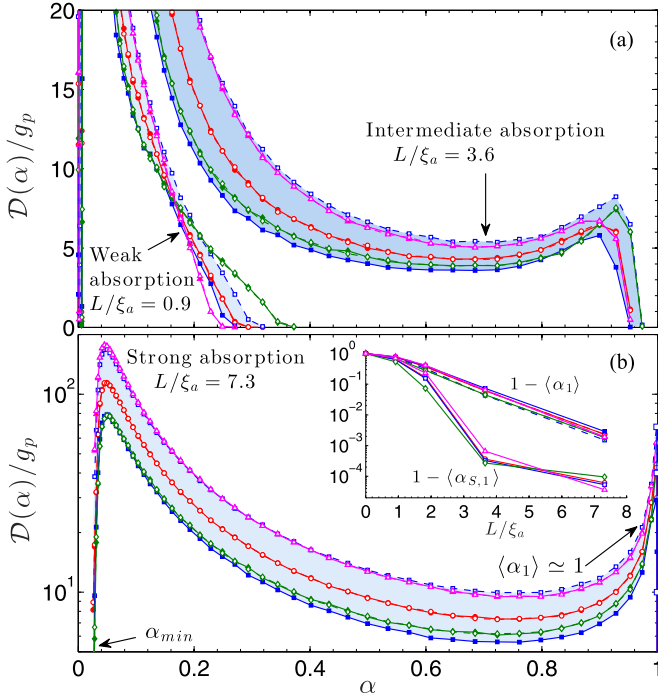 20
15
10
5
0
𝒟(α)/g_p
(a)
Intermediate absorption
L/ξ_a = 3.6
Weak
absorption
L/ξ_a = 0.9
10^2
10^1
𝒟(α)/g_p
Strong absorption
L/ξ_a = 7.3
(b)
10^0
10^-1
10^-2
10^-3
10^-4
1 − ⟨α_1⟩
1 − ⟨α_{S,1}⟩
0 1 2 3 4 5 6 7 8
L/ξ_a
⟨α_1⟩ ≃ 1
α_{min}
0 0.2 0.4 0.6 0.8 1
α